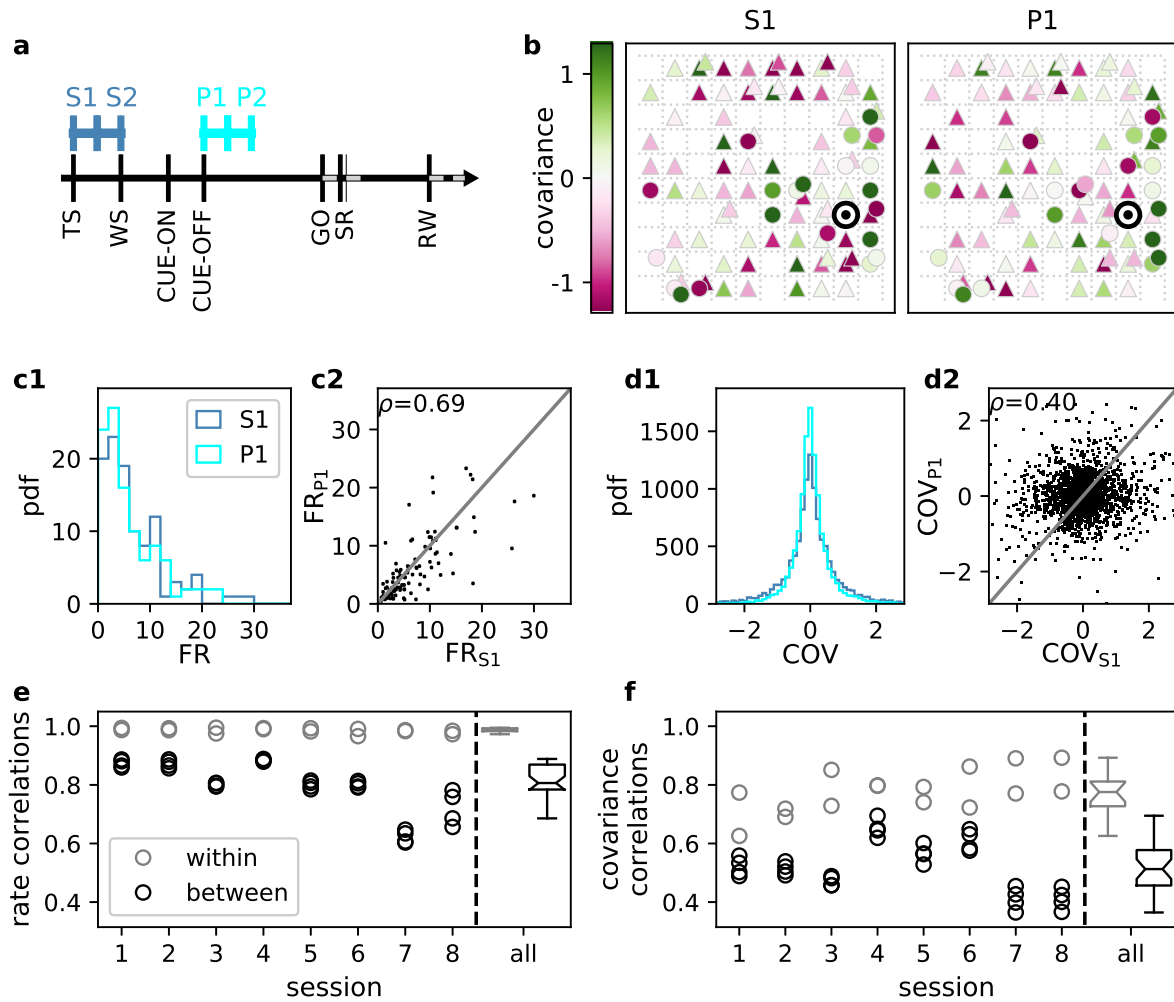 a
S1 S2 P1 P2
TS
WS
CUE-ON
CUE-OFF
GO
SR
RW
b
S1
P1
covariance
1
0
-1
c1
pdf
20
10
0
0 10 20 30
FR
S1
P1
c2
ρ=0.69
FRP1
30
20
10
0
0 10 20 30
FRS1
d1
pdf
1500
1000
500
0
−2 0 2
COV
d2
ρ=0.40
COVP1
2
0
−2
−2 0 2
COVS1
e
rate correlations
1.0
0.8
0.6
0.4
within
between
1 2 3 4 5 6 7 8 all
session
f
covariance
correlations
1.0
0.8
0.6
0.4
1 2 3 4 5 6 7 8 all
session